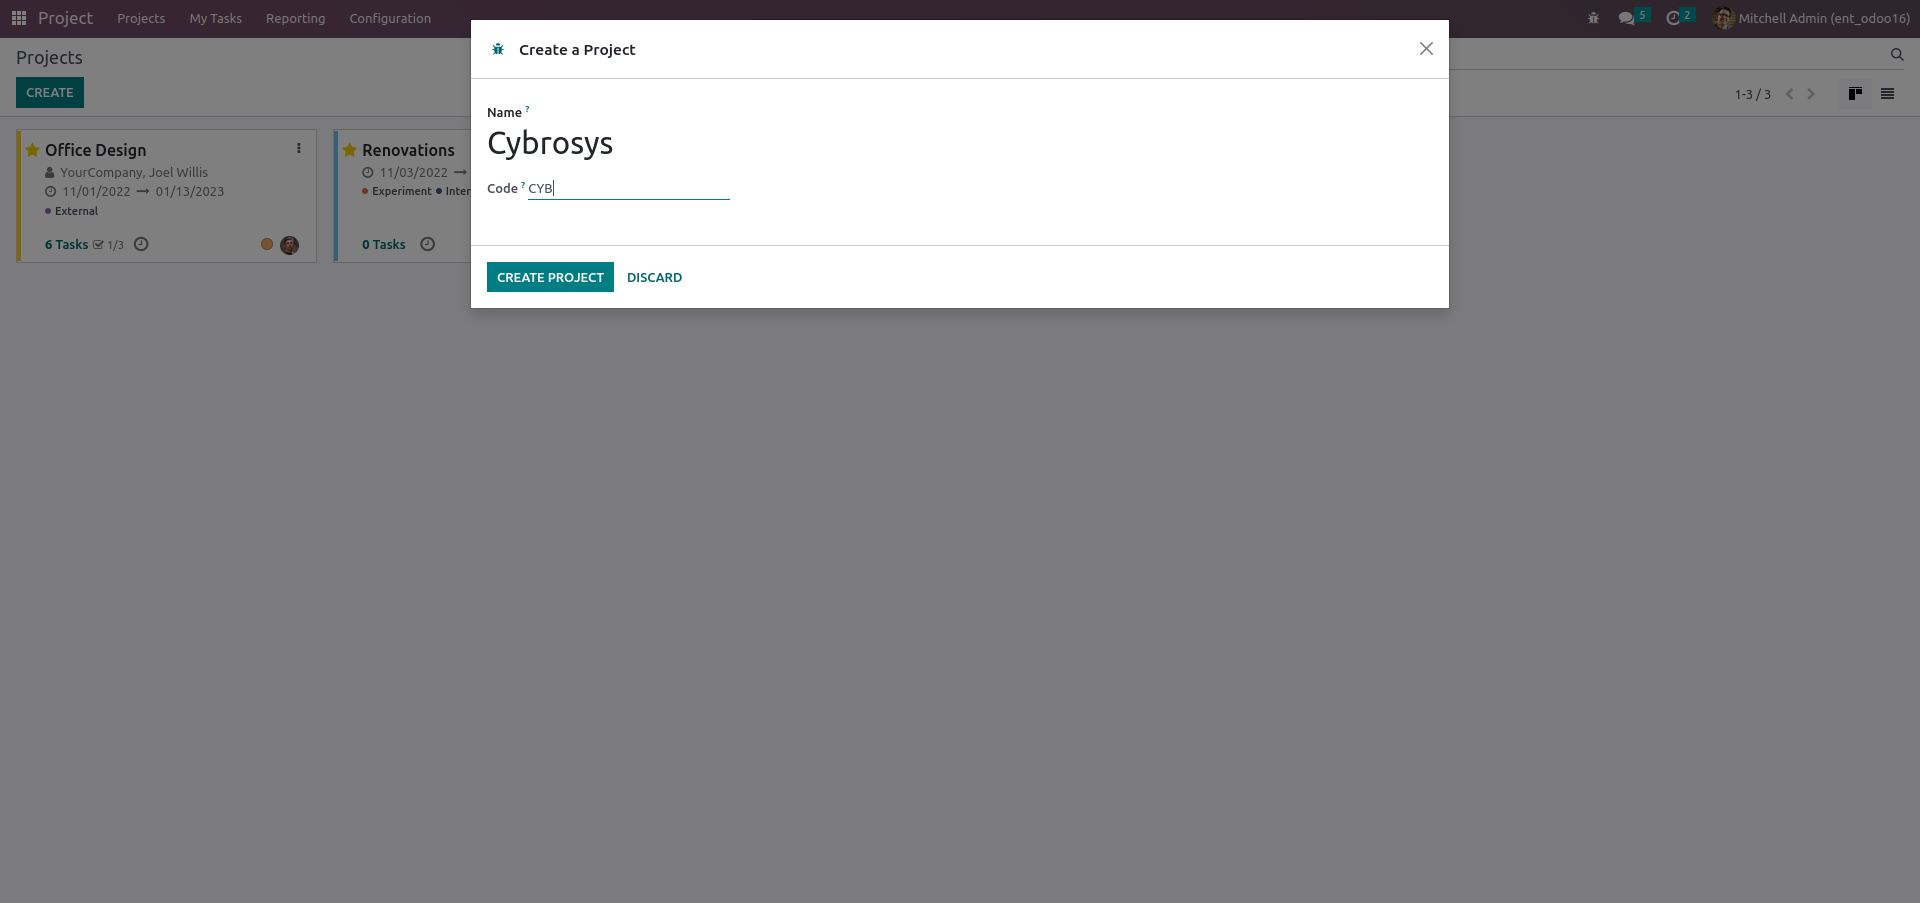 Project Projects My Tasks Reporting Configuration 5 2 Mitchell Admin (ent_odoo16)
Projects
CREATE
1-3 / 3
Create a Project
Name ?
Cybrosys
Code ? CYB
CREATE PROJECT DISCARD
Office Design
YourCompany, Joel Willis
11/01/2022 → 01/13/2023
External
6 Tasks 1/3
Renovations
11/03/2022 →
Experiment Inter
0 Tasks